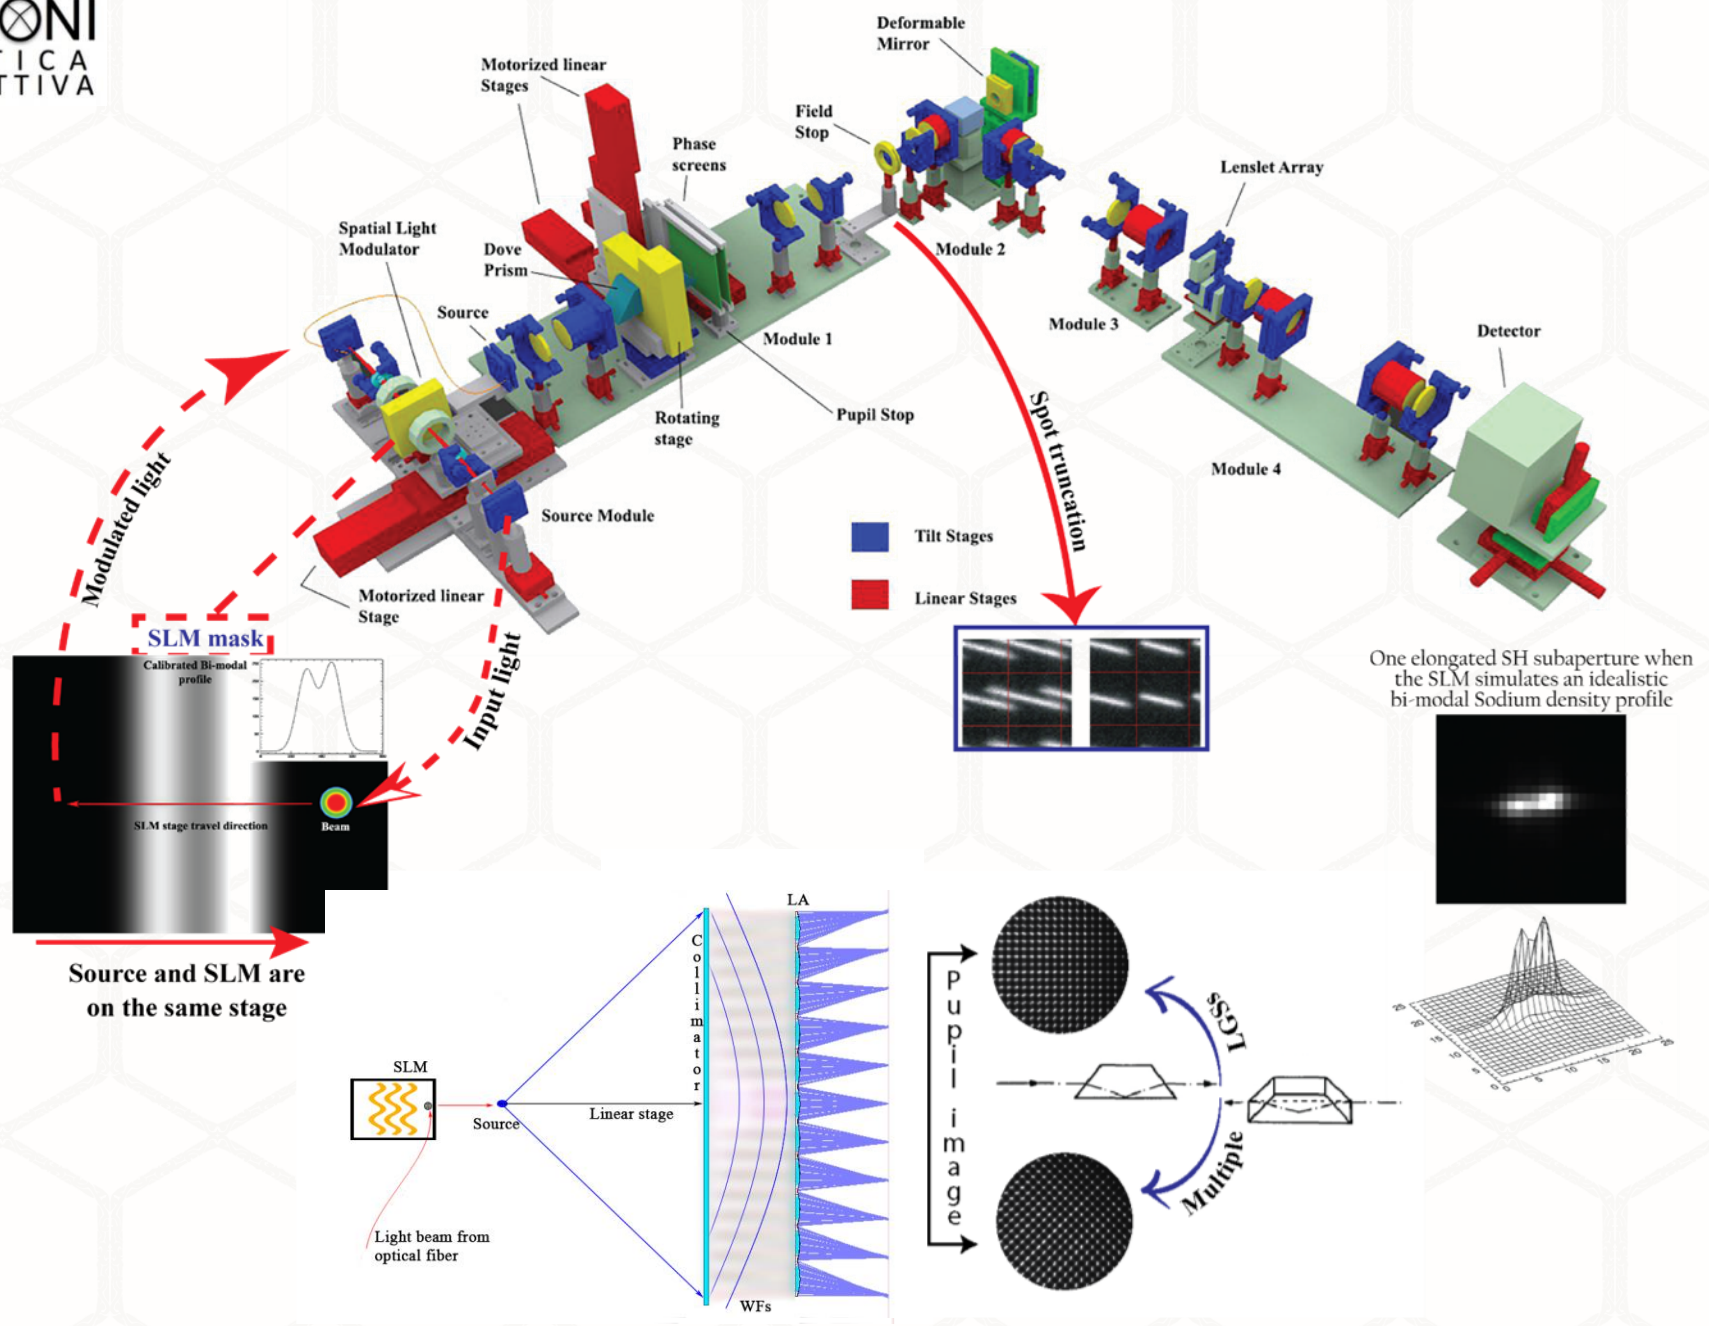 ONI
TICA
TTIVA
Deformable
Mirror
Motorized linear
Stages
Field
Stop
Phase
screens
Lenslet Array
Spatial Light
Modulator
Dove
Prism
Module 2
Source
Module 3
Module 1
Detector
Rotating
stage
Pupil Stop
Spot truncation
Modulated light
Module 4
Source Module
Tilt Stages
Motorized linear
Stage
Linear Stages
SLM mask
Input light
Calibrated Bi-modal
profile
One elongated SH subaperture when
the SLM simulates an idealistic
bi-modal Sodium density profile
SLM stage travel direction
Beam
Source and SLM are
on the same stage
LA
Collimator
Pupil image
LGSs
SLM
Source
Linear stage
Multiple
Light beam from
optical fiber
WFs